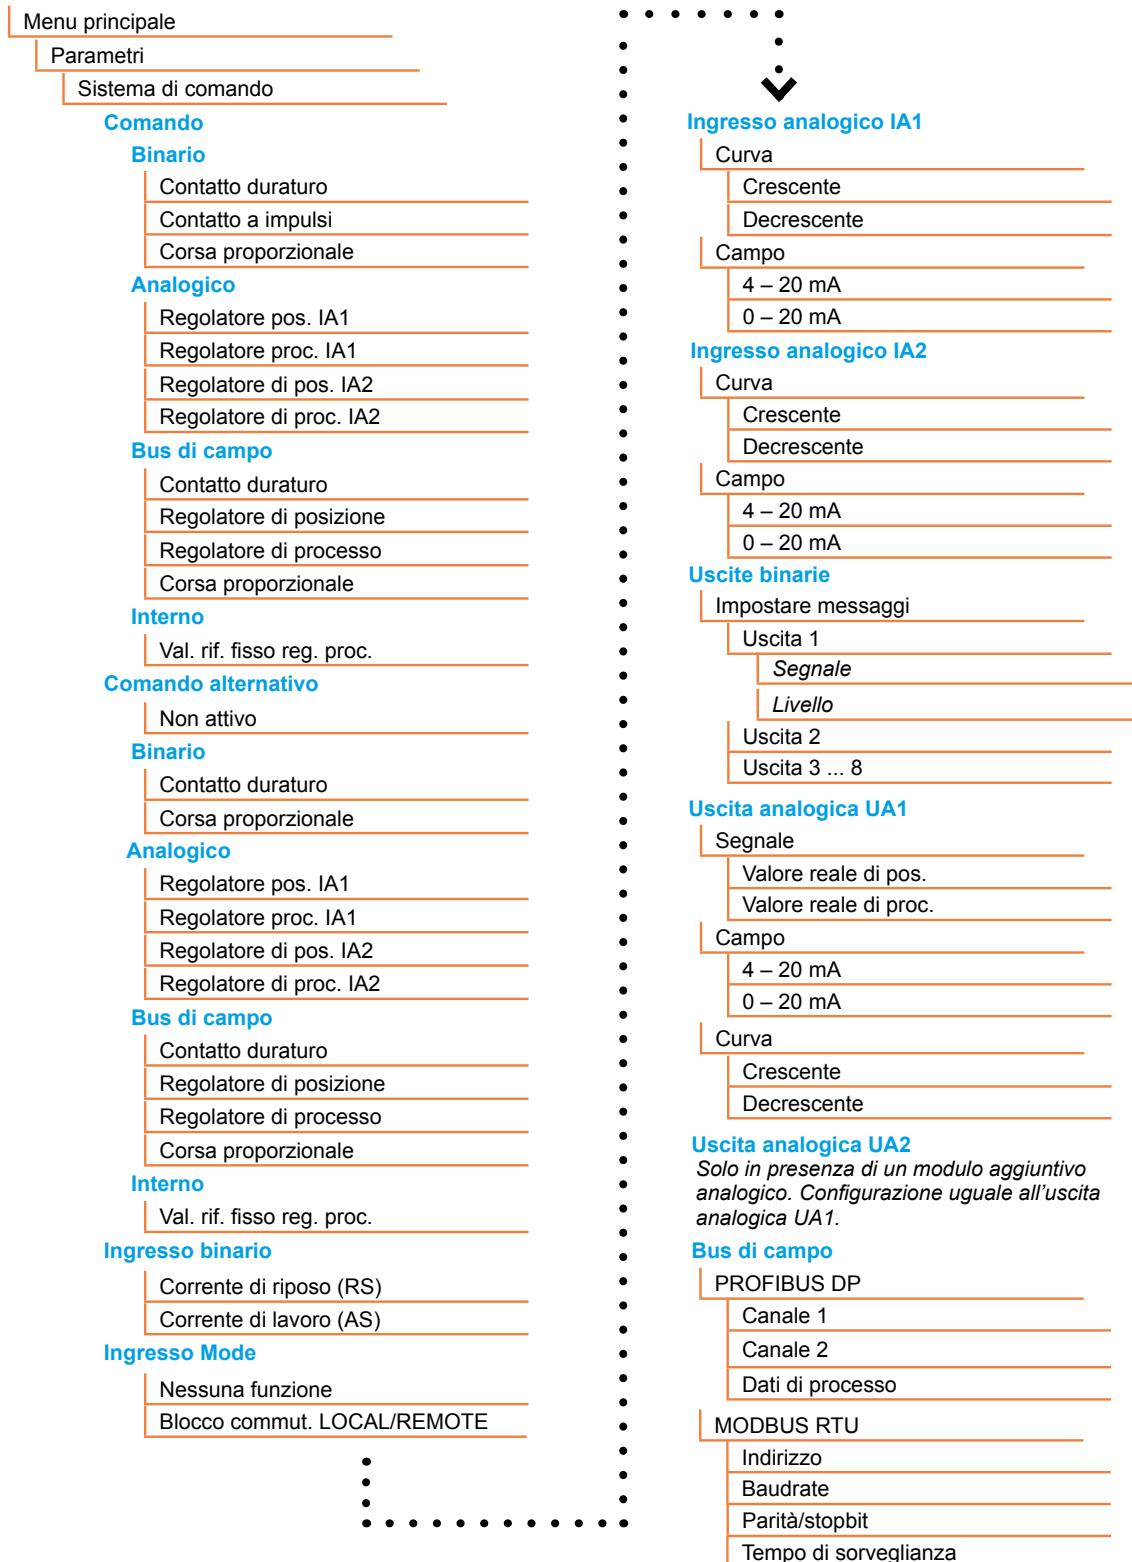 Menu principale
Parametri
Sistema di comando
Comando
Binario
Contatto duraturo
Contatto a impulsi
Corsa proporzionale
Analogico
Regolatore pos. IA1
Regolatore proc. IA1
Regolatore di pos. IA2
Regolatore di proc. IA2
Bus di campo
Contatto duraturo
Regolatore di posizione
Regolatore di processo
Corsa proporzionale
Interno
Val. rif. fisso reg. proc.
Comando alternativo
Non attivo
Binario
Contatto duraturo
Corsa proporzionale
Analogico
Regolatore pos. IA1
Regolatore proc. IA1
Regolatore di pos. IA2
Regolatore di proc. IA2
Bus di campo
Contatto duraturo
Regolatore di posizione
Regolatore di processo
Corsa proporzionale
Interno
Val. rif. fisso reg. proc.
Ingresso binario
Corrente di riposo (RS)
Corrente di lavoro (AS)
Ingresso Mode
Nessuna funzione
Blocco commut. LOCAL/REMOTE
Ingresso analogico IA1
Curva
Crescente
Decrescente
Campo
4 – 20 mA
0 – 20 mA
Ingresso analogico IA2
Curva
Crescente
Decrescente
Campo
4 – 20 mA
0 – 20 mA
Uscite binarie
Impostare messaggi
Uscita 1
Segnale
Livello
Uscita 2
Uscita 3 ... 8
Uscita analogica UA1
Segnale
Valore reale di pos.
Valore reale di proc.
Campo
4 – 20 mA
0 – 20 mA
Curva
Crescente
Decrescente
Uscita analogica UA2
Solo in presenza di un modulo aggiuntivo
analogico. Configurazione uguale all'uscita
analogica UA1.
Bus di campo
PROFIBUS DP
Canale 1
Canale 2
Dati di processo
MODBUS RTU
Indirizzo
Baudrate
Parità/stopbit
Tempo di sorveglianza